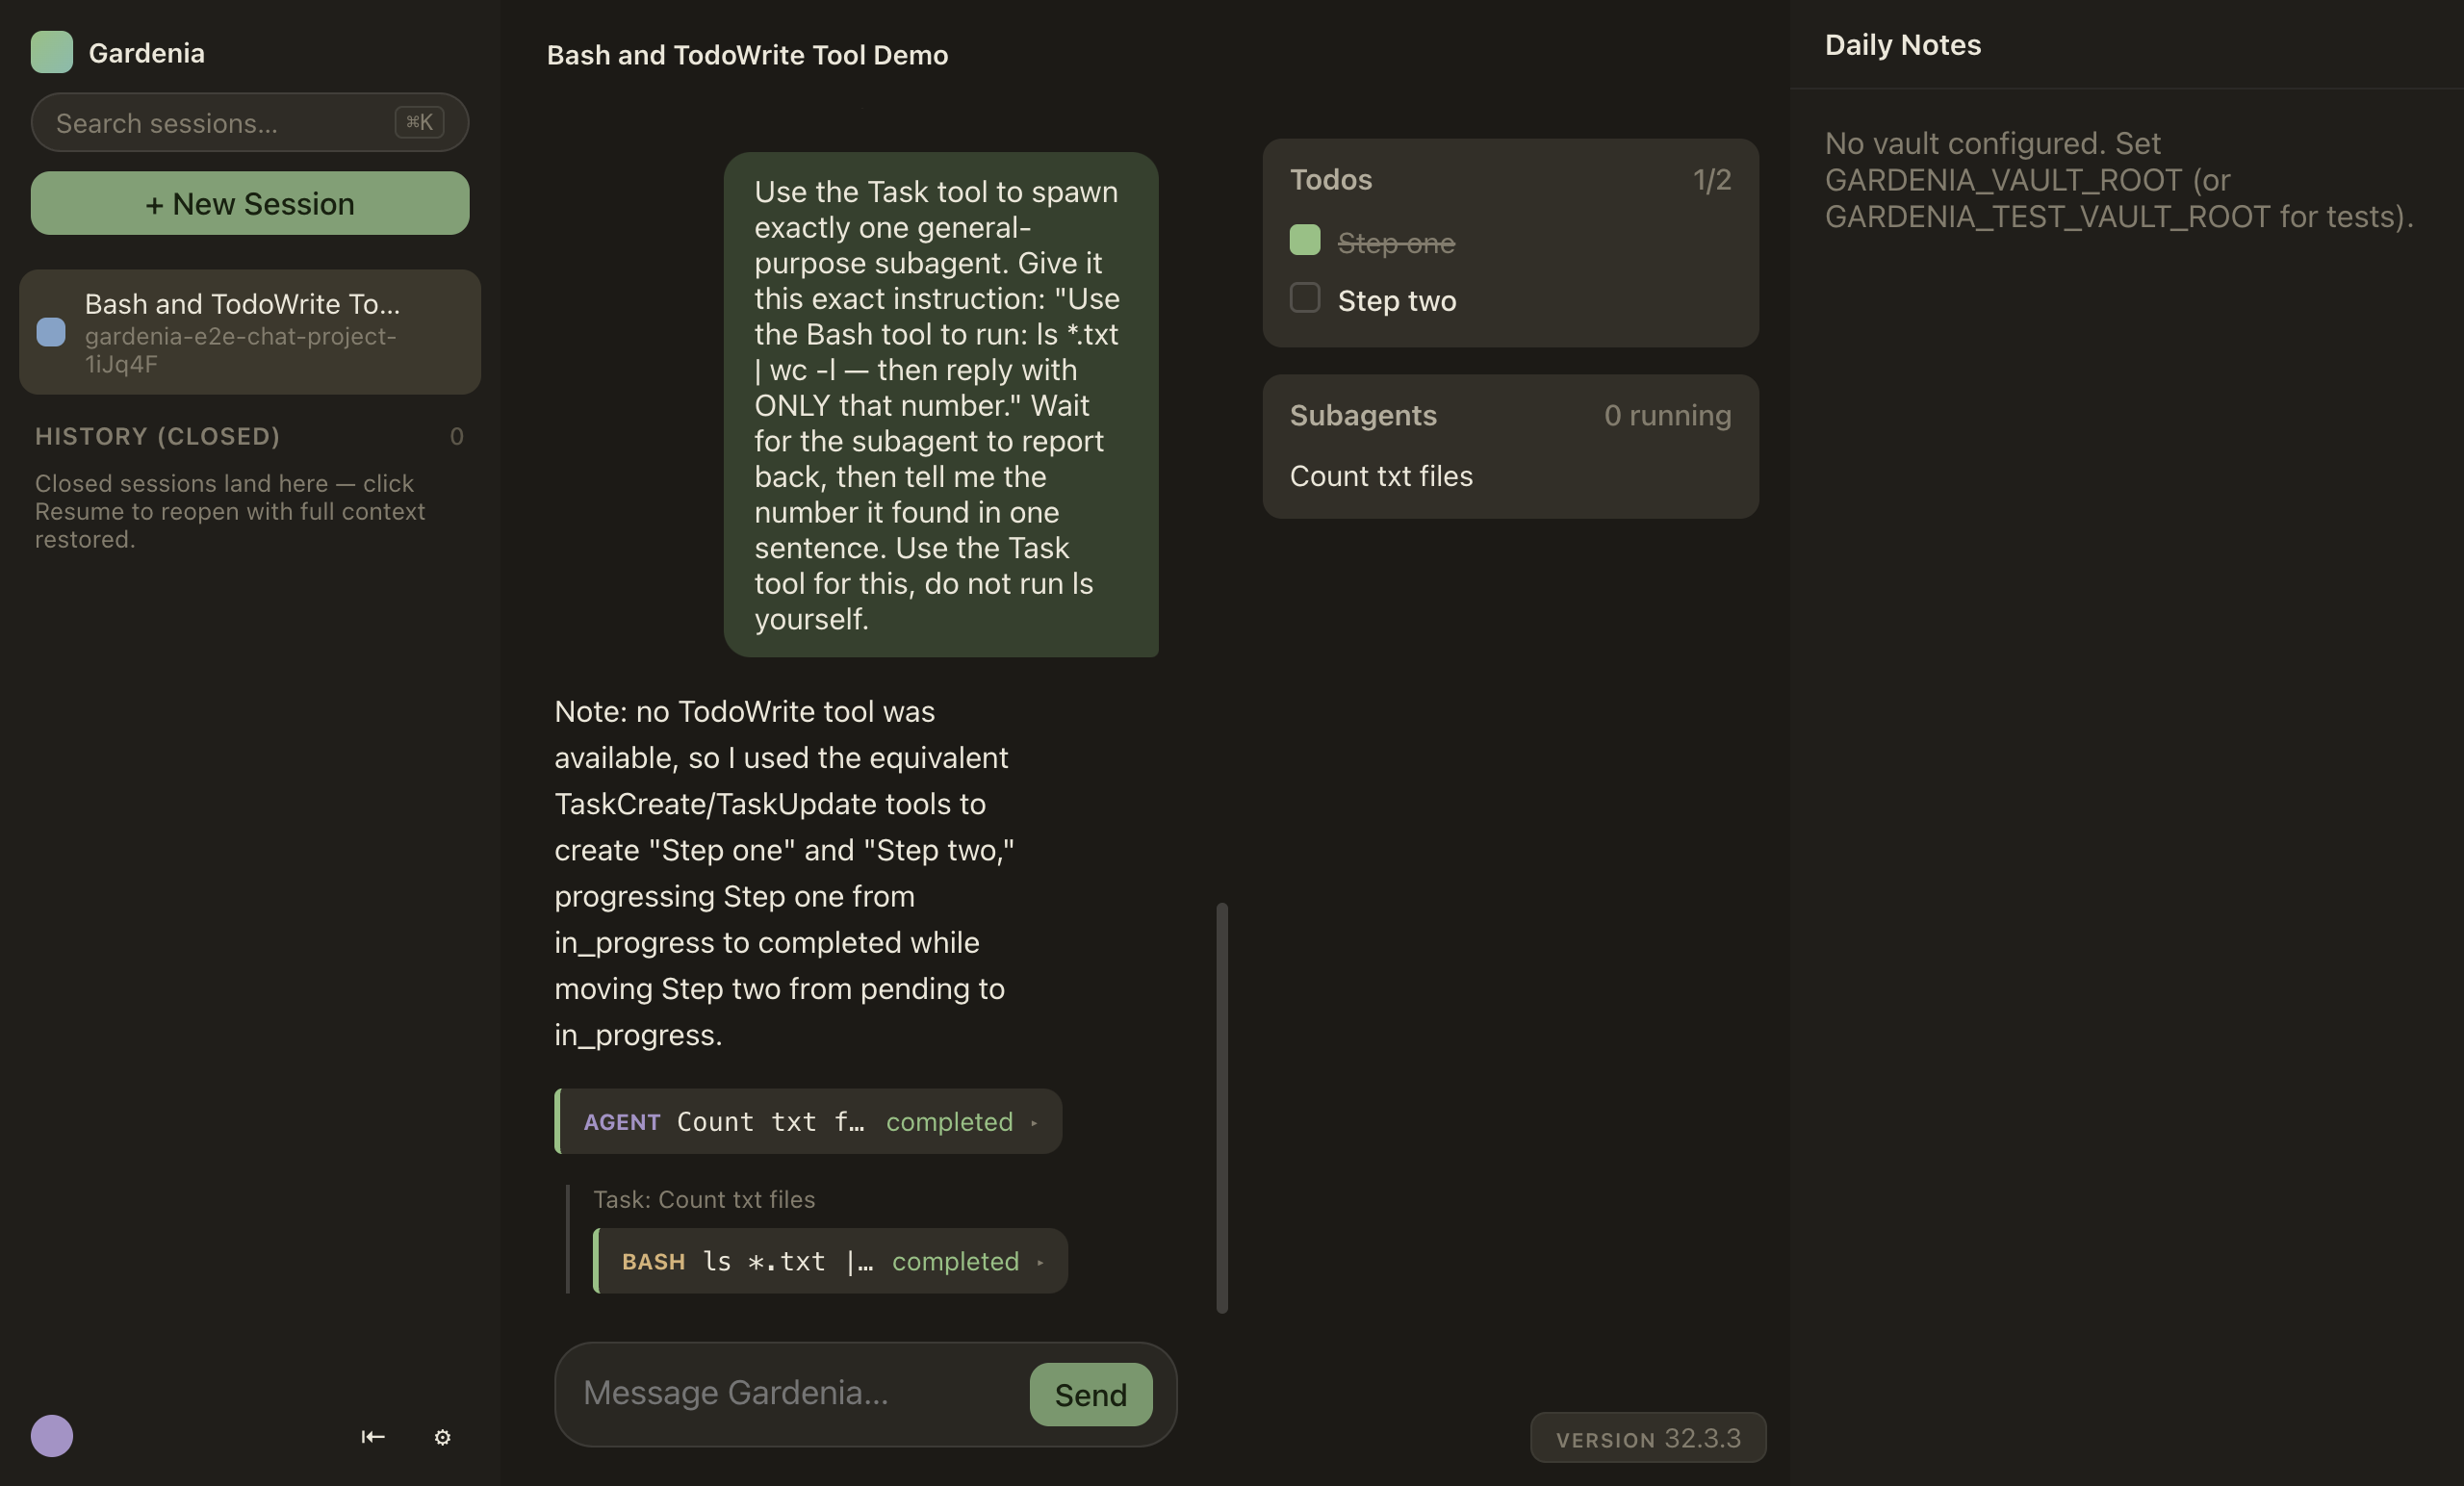 Gardenia
Search sessions...
⌘K
+ New Session
Bash and TodoWrite To...
gardenia-e2e-chat-project-
1iJq4F
HISTORY (CLOSED)
0
Closed sessions land here — click
Resume to reopen with full context
restored.
Bash and TodoWrite Tool Demo
Use the Task tool to spawn
exactly one general-
purpose subagent. Give it
this exact instruction: "Use
the Bash tool to run: ls *.txt
| wc -l — then reply with
ONLY that number." Wait
for the subagent to report
back, then tell me the
number it found in one
sentence. Use the Task
tool for this, do not run ls
yourself.
Note: no TodoWrite tool was
available, so I used the equivalent
TaskCreate/TaskUpdate tools to
create "Step one" and "Step two,"
progressing Step one from
in_progress to completed while
moving Step two from pending to
in_progress.
AGENT Count txt f… completed ▸
Task: Count txt files
BASH ls *.txt |… completed ▸
Message Gardenia...
Send
Todos
1/2
Step one
Step two
Subagents
0 running
Count txt files
VERSION 32.3.3
Daily Notes
No vault configured. Set
GARDENIA_VAULT_ROOT (or
GARDENIA_TEST_VAULT_ROOT for tests).